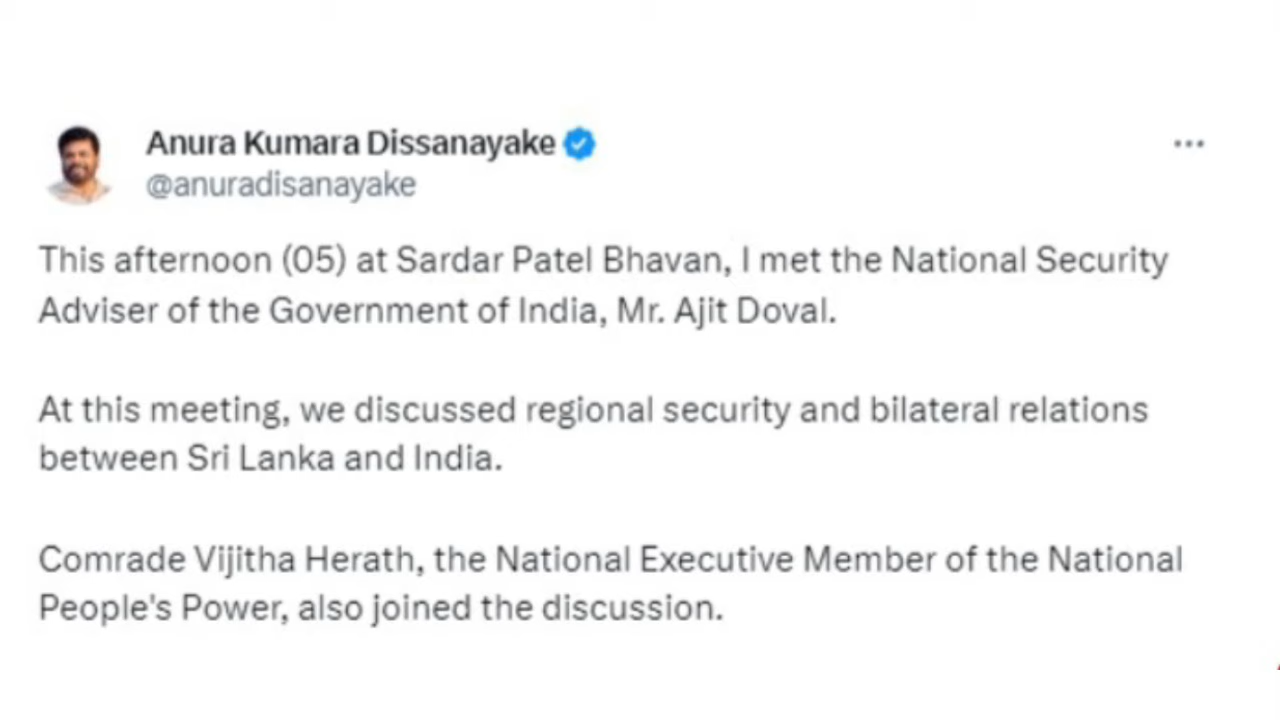 Anura Kumara Dissanayake
@anuradisanayake
This afternoon (05) at Sardar Patel Bhavan, I met the National Security
Adviser of the Government of India, Mr. Ajit Doval.
At this meeting, we discussed regional security and bilateral relations
between Sri Lanka and India.
Comrade Vijitha Herath, the National Executive Member of the National
People's Power, also joined the discussion.